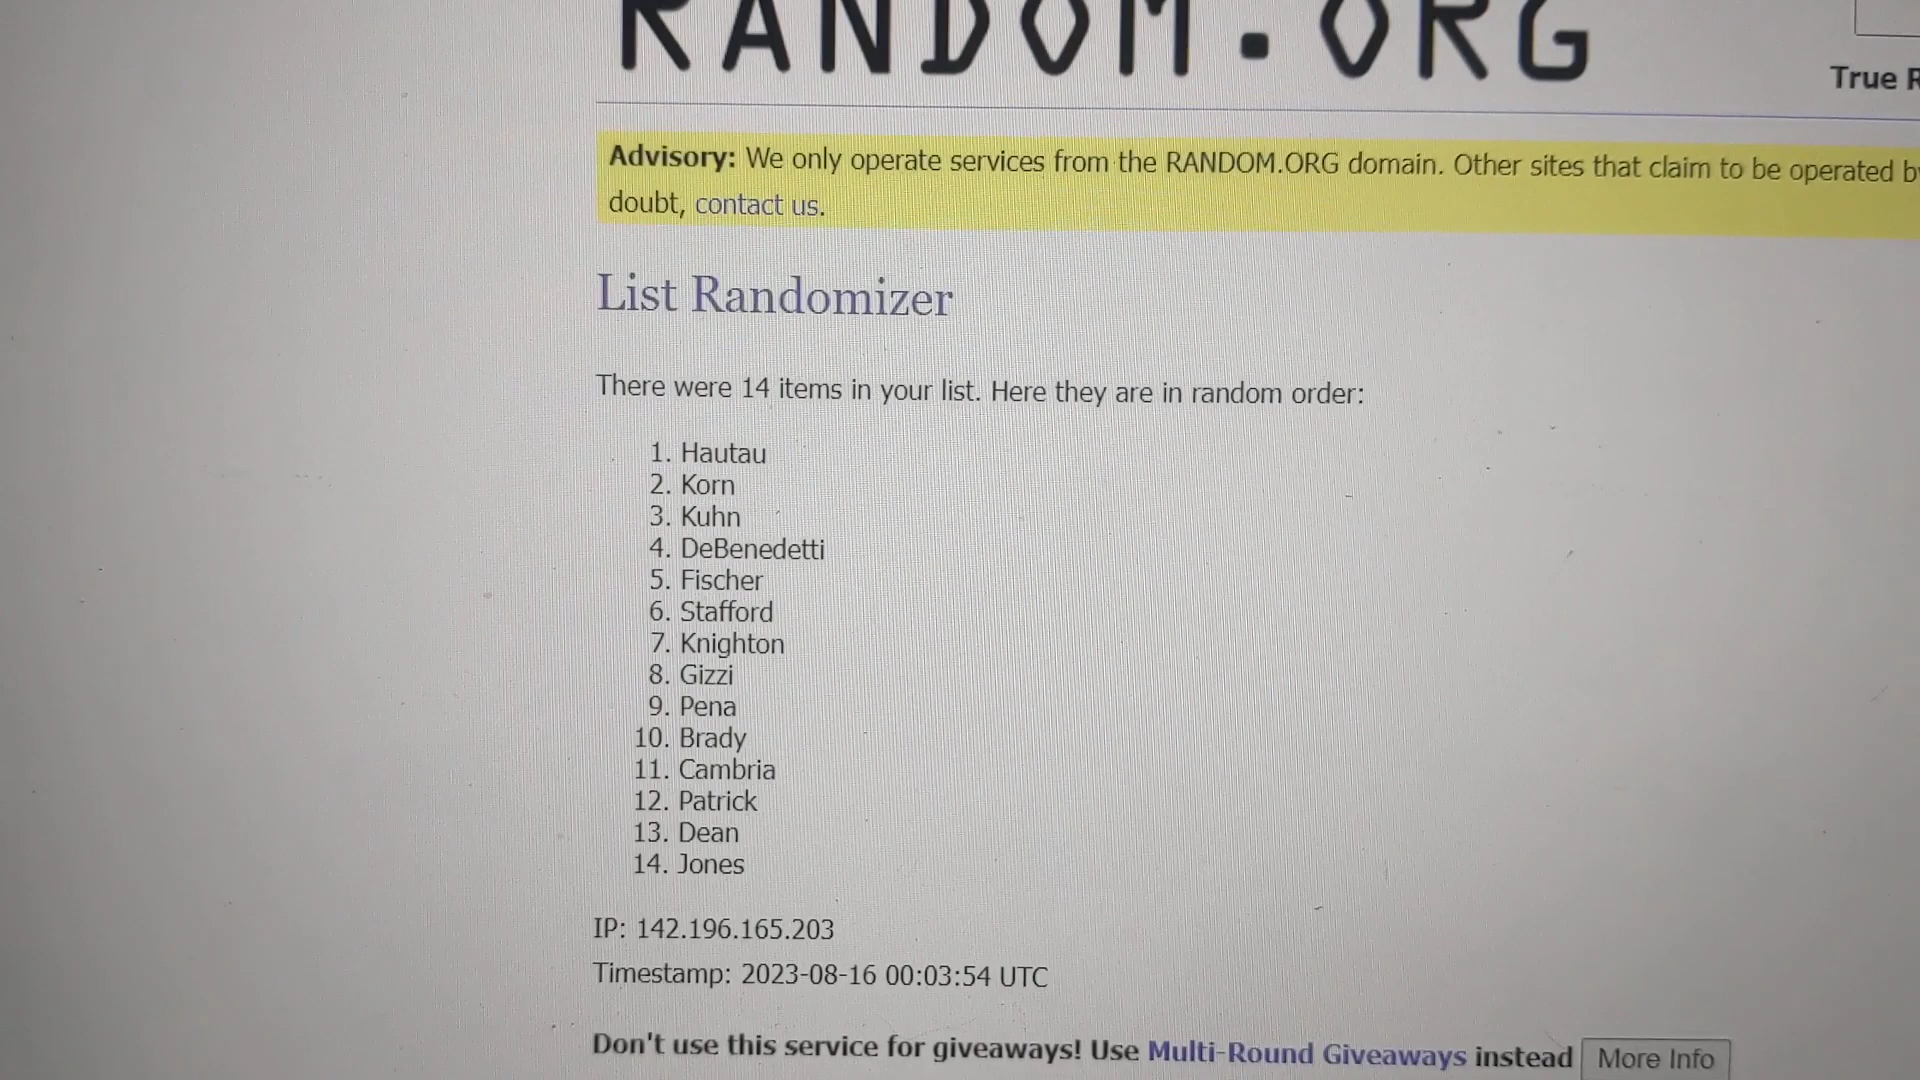 RANDOM.ORG
True
Advisory: We only operate services from the RANDOM.ORG domain. Other sites that claim to be operated
doubt, contact us.
List Randomizer
There were 14 items in your list. Here they are in random order:
1. Hautau
2. Korn
3. Kuhn
4. DeBenedetti
5. Fischer
6. Stafford
7. Knighton
8. Gizzi
9. Pena
10. Brady
11. Cambria
12. Patrick
13. Dean
14. Jones
IP: 142.196.165.203
Timestamp: 2023-08-16 00:03:54 UTC
Don't use this service for giveaways! Use Multi-Round Giveaways instead More Info